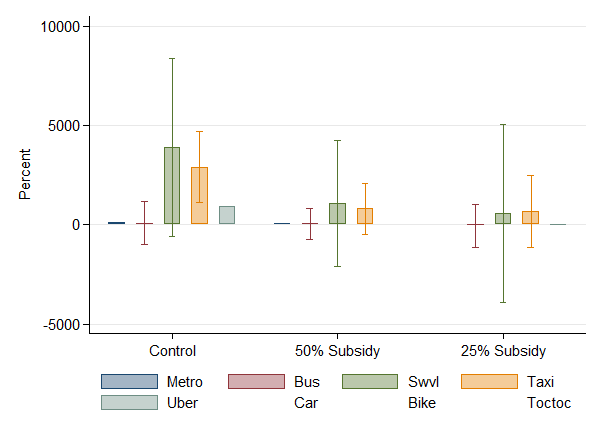 10000
5000
0
-5000
Percent
Control 50% Subsidy 25% Subsidy
Metro Bus Swvl Taxi
Uber Car Bike Toctoc